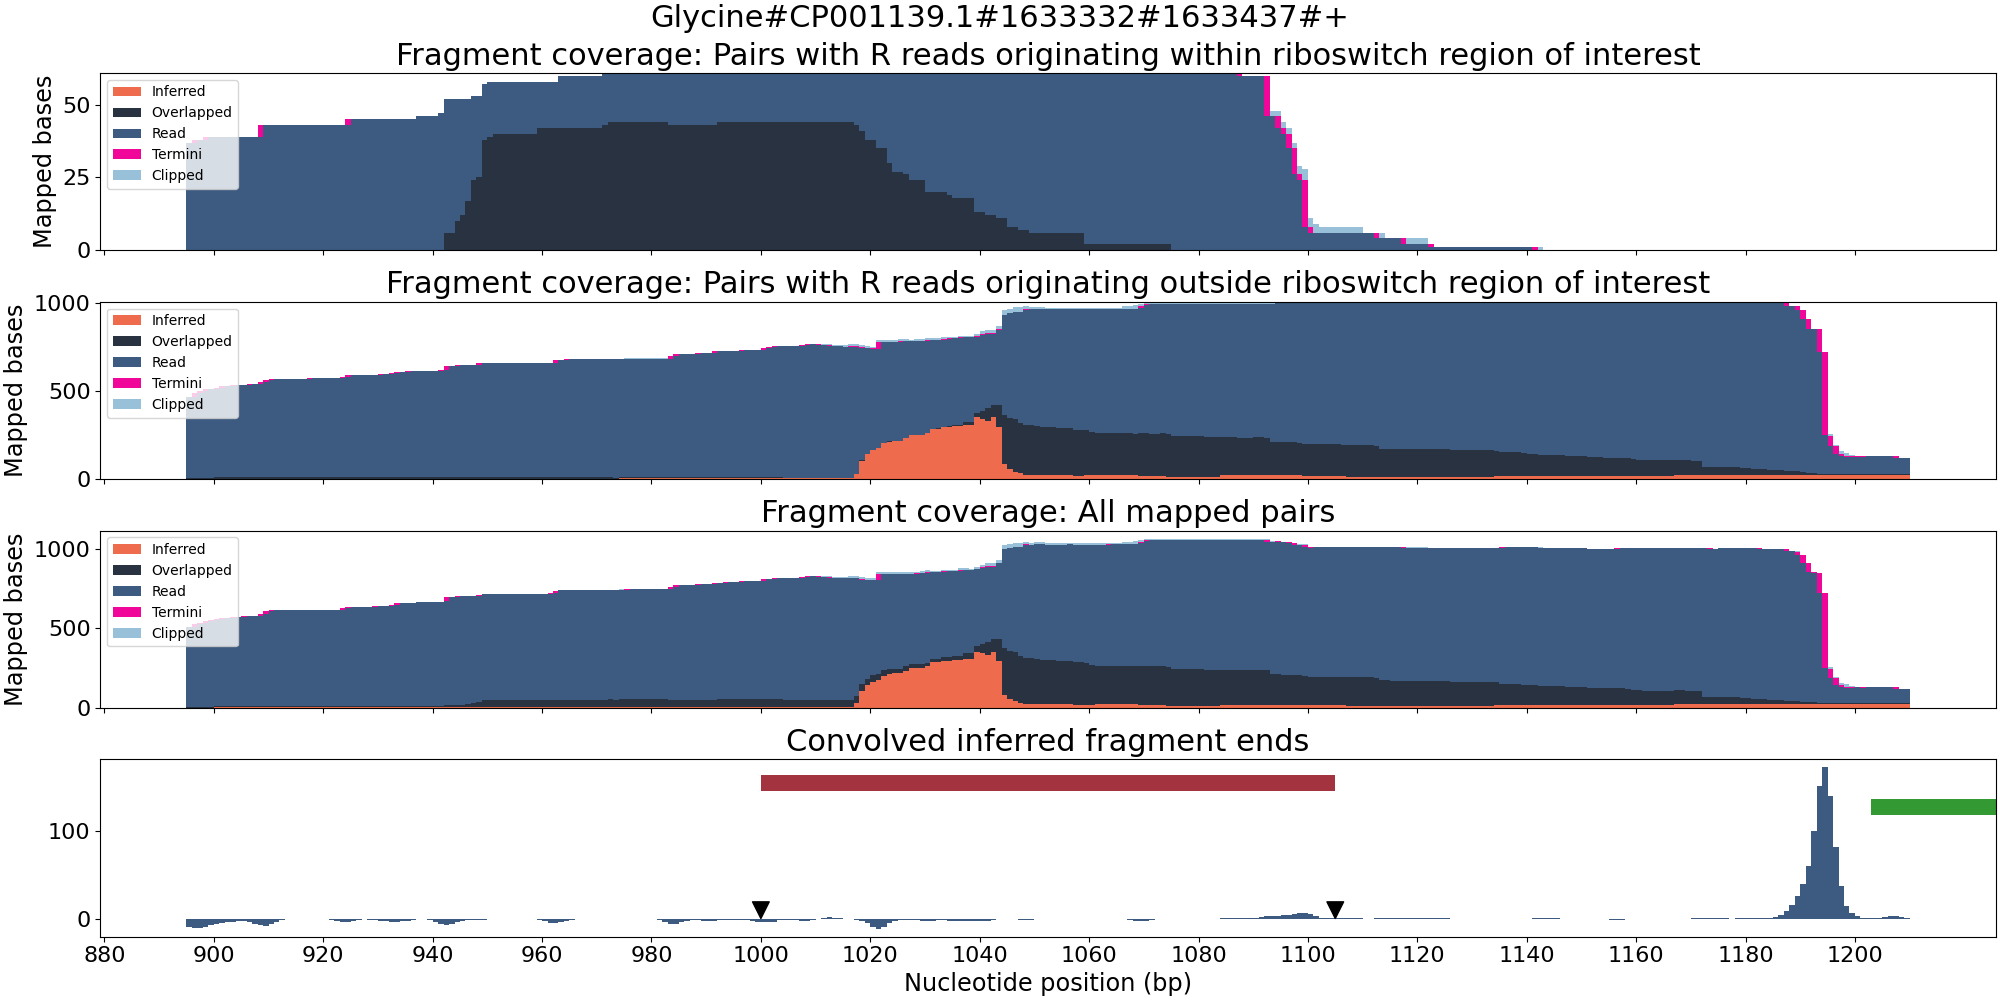 Glycine#CP001139.1#1633332#1633437#+
Fragment coverage: Pairs with R reads originating within riboswitch region of interest
Mapped bases
50
25
0
Inferred
Overlapped
Read
Termini
Clipped
Fragment coverage: Pairs with R reads originating outside riboswitch region of interest
Mapped bases
1000
500
0
Inferred
Overlapped
Read
Termini
Clipped
Fragment coverage: All mapped pairs
Mapped bases
1000
500
0
Inferred
Overlapped
Read
Termini
Clipped
Convolved inferred fragment ends
100
0
880 900 920 940 960 980 1000 1020 1040 1060 1080 1100 1120 1140 1160 1180 1200
Nucleotide position (bp)